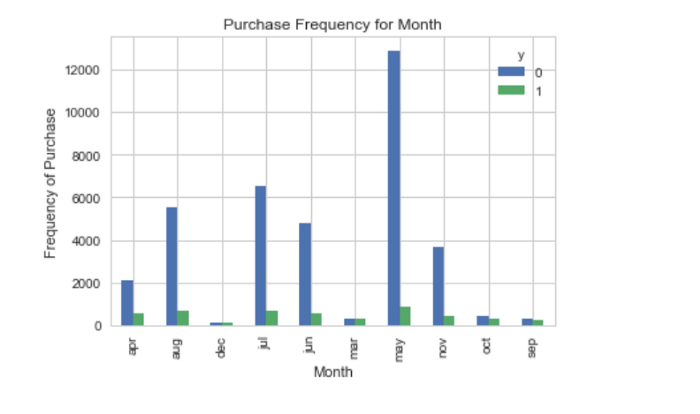 Purchase Frequency for Month
y
0
1
12000
10000
8000
6000
4000
2000
0
Frequency of Purchase
apr
aug
dec
jul
jun
mar
may
nov
oct
sep
Month